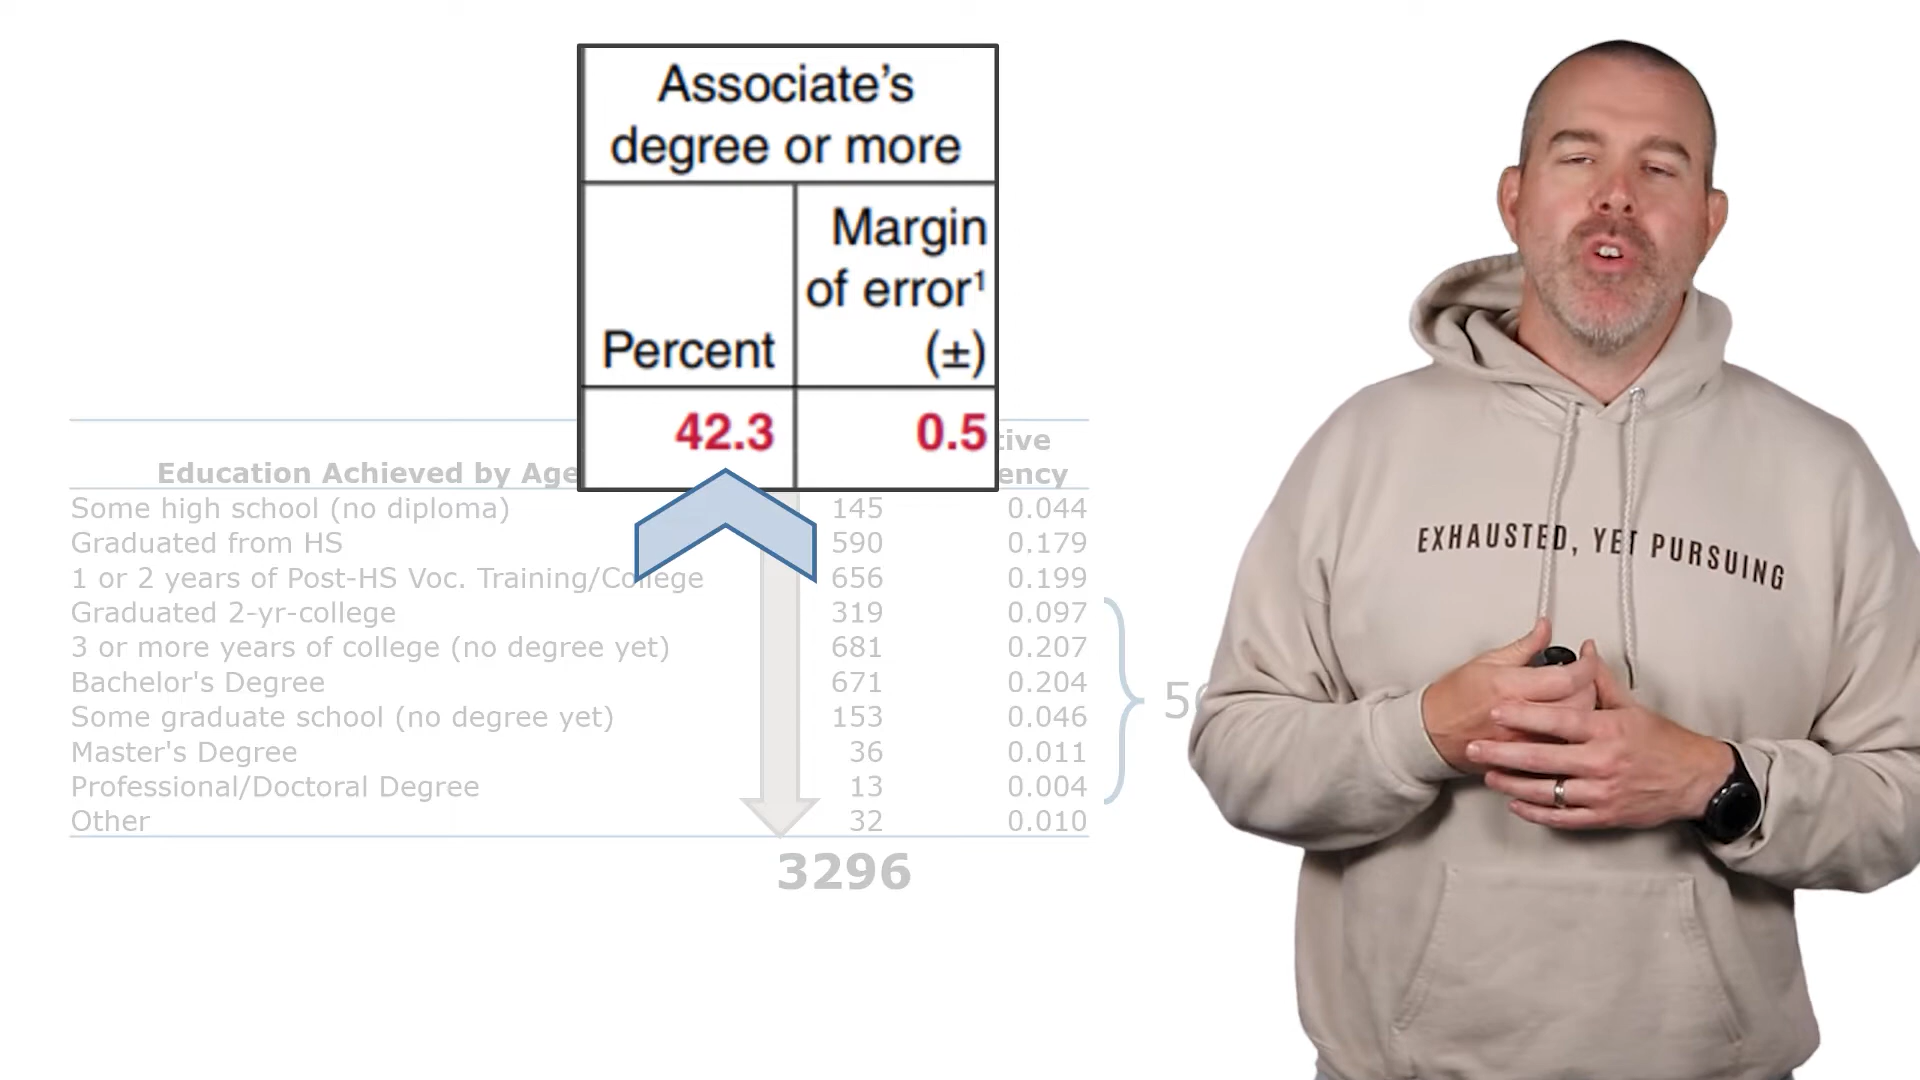 Associate's
degree or more
Percent
Margin
of error¹
(±)
42.3 0.5
Education Achieved by Age
Some high school (no diploma) 145 0.044
Graduated from HS 590 0.179
1 or 2 years of Post-HS Voc. Training/College 656 0.199
Graduated 2-yr-college 319 0.097
3 or more years of college (no degree yet) 681 0.207
Bachelor's Degree 671 0.204
Some graduate school (no degree yet) 153 0.046
Master's Degree 36 0.011
Professional/Doctoral Degree 13 0.004
Other 32 0.010
3296
EXHAUSTED, YET PURSUING